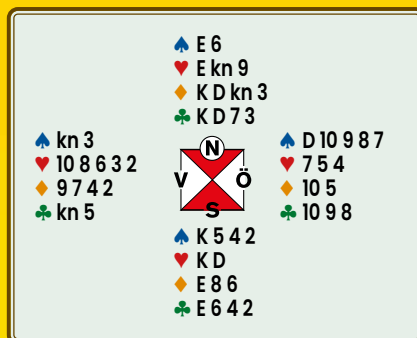 ♠ E 6
♥ E kn 9
♦ K D kn 3
♣ K D 7 3
♠ kn 3
♥ 10 8 6 3 2
♦ 9 7 4 2
♣ kn 5
N
V Ö
S
♠ D 10 9 8 7
♥ 7 5 4
♦ 10 5
♣ 10 9 8
♠ K 5 4 2
♥ K D
♦ E 8 6
♣ E 6 4 2